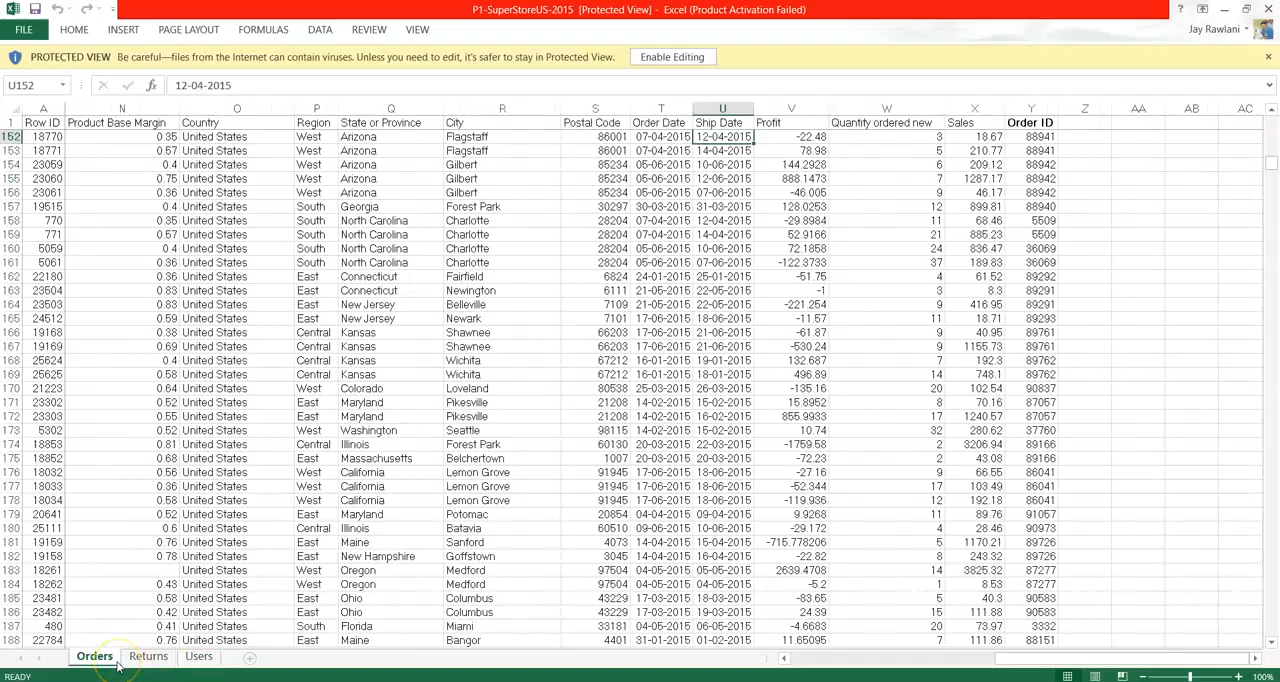 P1-SuperStoreUS-2015 [Protected View] - Excel (Product Activation Failed)
FILE HOME INSERT PAGE LAYOUT FORMULAS DATA REVIEW VIEW Jay Rawlani
PROTECTED VIEW Be careful—files from the Internet can contain viruses. Unless you need to edit, it's safer to stay in Protected View. Enable Editing
U152 fx 12-04-2015
A N O P Q R S T U V W X Y Z AA AB AC
1 Row ID Product Base Margin Country Region State or Province City Postal Code Order Date Ship Date Profit Quantity ordered new Sales Order ID
152 18770 0.35 United States West Arizona Flagstaff 86001 07-04-2015 12-04-2015 -22.48 3 18.67 88941
153 18771 0.57 United States West Arizona Flagstaff 86001 07-04-2015 14-04-2015 78.98 5 210.77 88941
154 23059 0.4 United States West Arizona Gilbert 85234 05-06-2015 10-06-2015 144.2928 6 209.12 88942
155 23060 0.75 United States West Arizona Gilbert 85234 05-06-2015 12-06-2015 888.1473 7 1287.17 88942
156 23061 0.36 United States West Arizona Gilbert 85234 05-06-2015 07-06-2015 -46.005 9 46.17 88942
157 19515 0.4 United States South Georgia Forest Park 30297 30-03-2015 31-03-2015 128.0253 12 899.81 88940
158 770 0.35 United States South North Carolina Charlotte 28204 07-04-2015 12-04-2015 -29.8984 11 68.46 5509
159 771 0.57 United States South North Carolina Charlotte 28204 07-04-2015 14-04-2015 52.9166 21 885.23 5509
160 5059 0.4 United States South North Carolina Charlotte 28204 05-06-2015 10-06-2015 72.1858 24 836.47 36069
161 5061 0.36 United States South North Carolina Charlotte 28204 05-06-2015 07-06-2015 -122.3733 37 189.83 36069
162 22180 0.36 United States East Connecticut Fairfield 6824 24-01-2015 25-01-2015 -51.75 4 61.52 89292
163 23504 0.83 United States East Connecticut Newington 6111 21-05-2015 22-05-2015 -1 3 8.3 89291
164 23503 0.83 United States East New Jersey Belleville 7109 21-05-2015 22-05-2015 -221.254 9 416.95 89291
165 24512 0.59 United States East New Jersey Newark 7101 17-06-2015 18-06-2015 -11.57 11 18.71 89293
166 19168 0.38 United States Central Kansas Shawnee 66203 17-06-2015 21-06-2015 -61.87 9 40.95 89761
167 19169 0.69 United States Central Kansas Shawnee 66203 17-06-2015 21-06-2015 -530.24 9 1155.73 89761
168 25624 0.4 United States Central Kansas Wichita 67212 16-01-2015 19-01-2015 132.687 7 192.3 89762
169 25625 0.58 United States Central Kansas Wichita 67212 16-01-2015 18-01-2015 496.89 14 748.1 89762
170 21223 0.64 United States West Colorado Loveland 80538 25-03-2015 26-03-2015 -135.16 20 102.54 90837
171 23302 0.52 United States East Maryland Pikesville 21208 14-02-2015 15-02-2015 15.8952 8 70.16 87057
172 23303 0.55 United States East Maryland Pikesville 21208 14-02-2015 16-02-2015 855.9933 17 1240.57 87057
173 5302 0.52 United States West Washington Seattle 98115 14-02-2015 15-02-2015 10.74 32 280.62 37760
174 18853 0.81 United States Central Illinois Forest Park 60130 20-03-2015 22-03-2015 -1759.58 2 3206.94 89166
175 18852 0.68 United States East Massachusetts Belchertown 1007 20-03-2015 20-03-2015 -72.23 2 43.08 89166
176 18032 0.56 United States West California Lemon Grove 91945 17-06-2015 18-06-2015 -27.16 9 66.55 86041
177 18033 0.36 United States West California Lemon Grove 91945 17-06-2015 18-06-2015 -52.344 17 103.49 86041
178 18034 0.58 United States West California Lemon Grove 91945 17-06-2015 18-06-2015 -119.936 12 192.18 86041
179 20641 0.52 United States East Maryland Potomac 20854 04-04-2015 09-04-2015 9.9268 11 89.76 91057
180 25111 0.6 United States Central Illinois Batavia 60510 09-06-2015 10-06-2015 -29.172 4 28.46 90973
181 19159 0.76 United States East Maine Sanford 4073 14-04-2015 15-04-2015 -715.778206 5 1170.21 89726
182 19158 0.78 United States East New Hampshire Goffstown 3045 14-04-2015 16-04-2015 -22.82 8 243.32 89726
183 18261 United States West Oregon Medford 97504 04-05-2015 05-05-2015 2639.4708 14 3825.32 87277
184 18262 0.43 United States West Oregon Medford 97504 04-05-2015 04-05-2015 -5.2 1 8.53 87277
185 23481 0.58 United States East Ohio Columbus 43229 17-03-2015 18-03-2015 -83.65 5 40.3 90583
186 23482 0.42 United States East Ohio Columbus 43229 17-03-2015 19-03-2015 24.39 15 111.88 90583
187 480 0.41 United States South Florida Miami 33181 04-05-2015 06-05-2015 -4.6683 20 73.97 3332
188 22784 0.76 United States East Maine Bangor 4401 31-01-2015 01-02-2015 11.0596 7 111.86 88151
Orders Returns Users
READY 100%